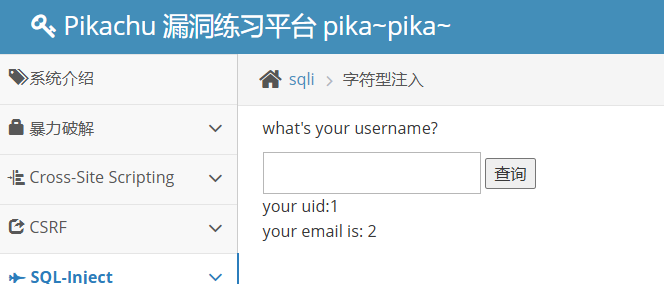 Pikachu 漏洞练习平台 pika~pika~
系统介绍
暴力破解
Cross-Site Scripting
CSRF
SQL-Inject
sqli > 字符型注入
what's your username?
查询
your uid:1
your email is: 2